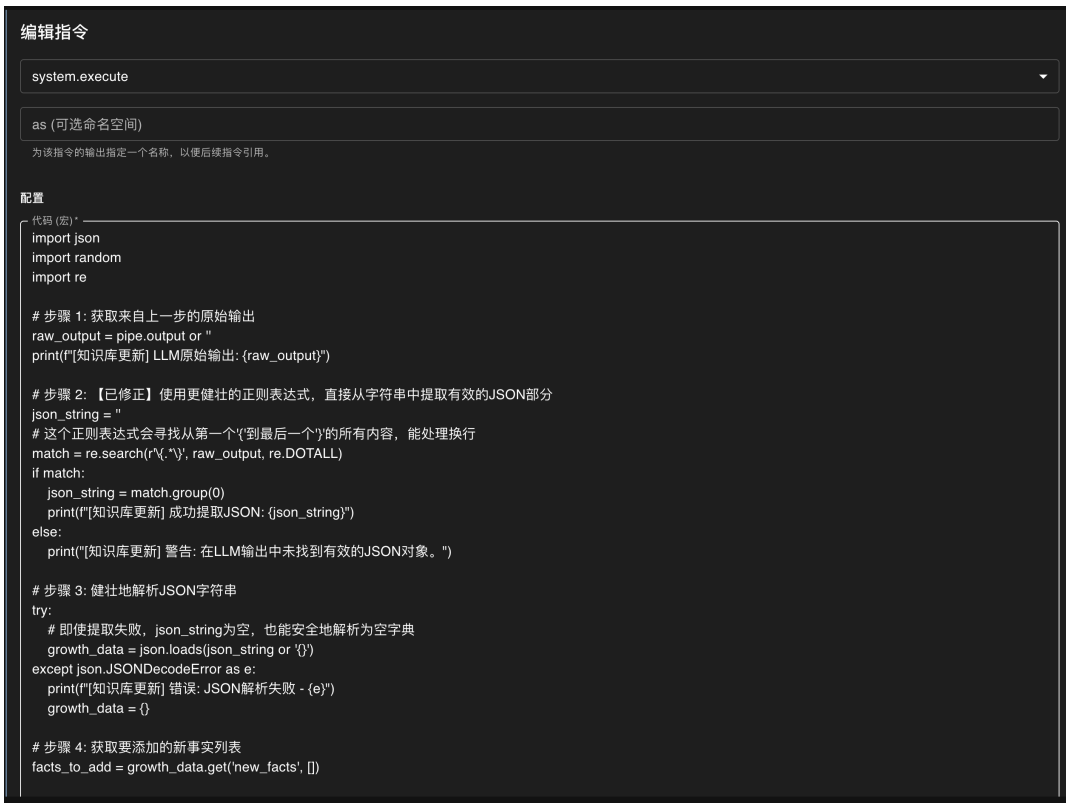 编辑指令
system.execute
as (可选命名空间)
为该指令的输出指定一个名称，以便后续指令引用。
配置
代码 (宏) *
import json
import random
import re
# 步骤 1: 获取来自上一步的原始输出
raw_output = pipe.output or ''
print(f"[知识库更新] LLM原始输出: {raw_output}")
# 步骤 2: 【已修正】使用更健壮的正则表达式，直接从字符串中提取有效的JSON部分
json_string = ''
# 这个正则表达式会寻找从第一个'{'到最后一个'}'的所有内容，能处理换行
match = re.search(r'\{.*\}', raw_output, re.DOTALL)
if match:
    json_string = match.group(0)
    print(f"[知识库更新] 成功提取JSON: {json_string}")
else:
    print("[知识库更新] 警告: 在LLM输出中未找到有效的JSON对象。")
# 步骤 3: 健壮地解析JSON字符串
try:
    # 即使提取失败，json_string为空，也能安全地解析为空字典
    growth_data = json.loads(json_string or '{}')
except json.JSONDecodeError as e:
    print(f"[知识库更新] 错误: JSON解析失败 - {e}")
    growth_data = {}
# 步骤 4: 获取要添加的新事实列表
facts_to_add = growth_data.get('new_facts', [])